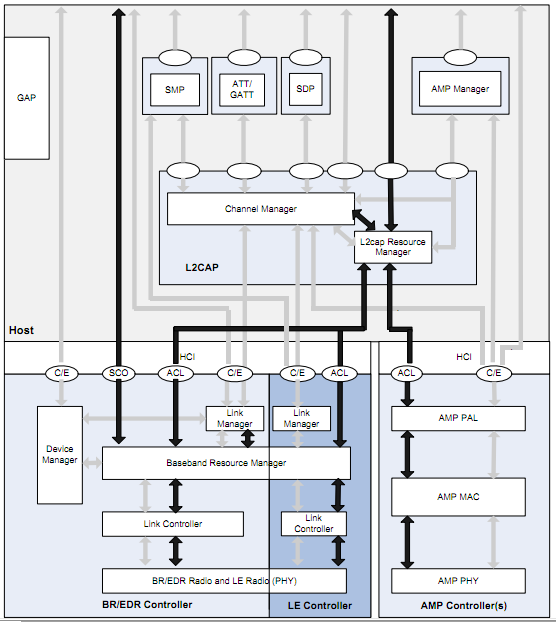 GAP
SMP
ATT/
GATT
SDP
AMP Manager
Channel Manager
L2cap Resource
Manager
L2CAP
Host
HCI
HCI
C/E
SCO
ACL
C/E
C/E
ACL
ACL
C/E
Device
Manager
Link
Manager
Link
Manager
AMP PAL
Baseband Resource Manager
AMP MAC
Link Controller
Link
Controller
BR/EDR Radio and LE Radio (PHY)
AMP PHY
BR/EDR Controller
LE Controller
AMP Controller(s)